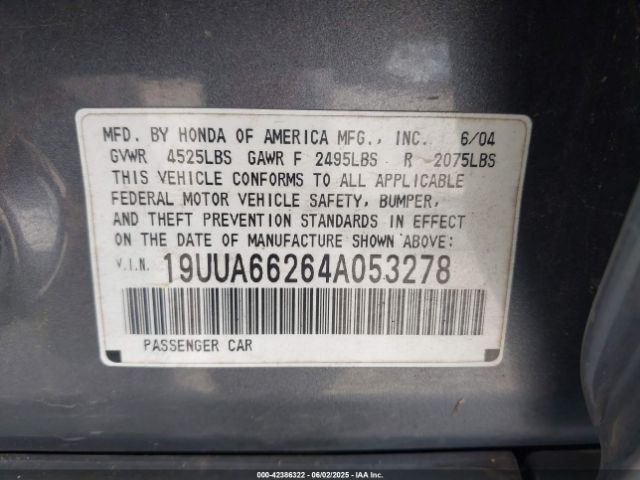 MFD. BY HONDA OF AMERICA MFG., INC. 6/04
GVWR 4525LBS GAWR F 2495LBS R 2075LBS
THIS VEHICLE CONFORMS TO ALL APPLICABLE
FEDERAL MOTOR VEHICLE SAFETY, BUMPER,
AND THEFT PREVENTION STANDARDS IN EFFECT
ON THE DATE OF MANUFACTURE SHOWN ABOVE:
V.I.N. 19UUA66264A053278
PASSENGER CAR
000-42386322 - 06/02/2025 - IAAI.COM